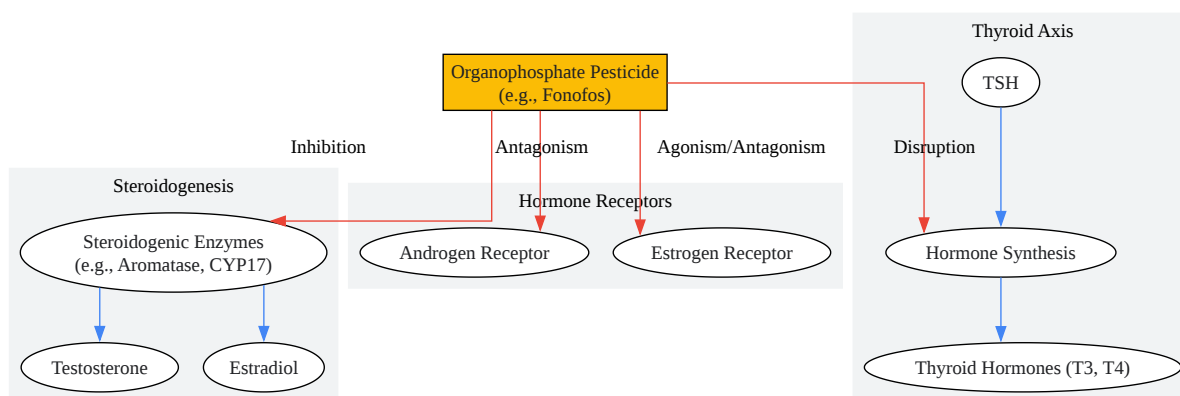 Thyroid Axis
Organophosphate Pesticide
(e.g., Fonofos)
TSH
Inhibition
Antagonism
Agonism/Antagonism
Disruption
Steroidogenesis
Hormone Receptors
Steroidogenic Enzymes
(e.g., Aromatase, CYP17)
Androgen Receptor
Estrogen Receptor
Hormone Synthesis
Testosterone
Estradiol
Thyroid Hormones (T3, T4)